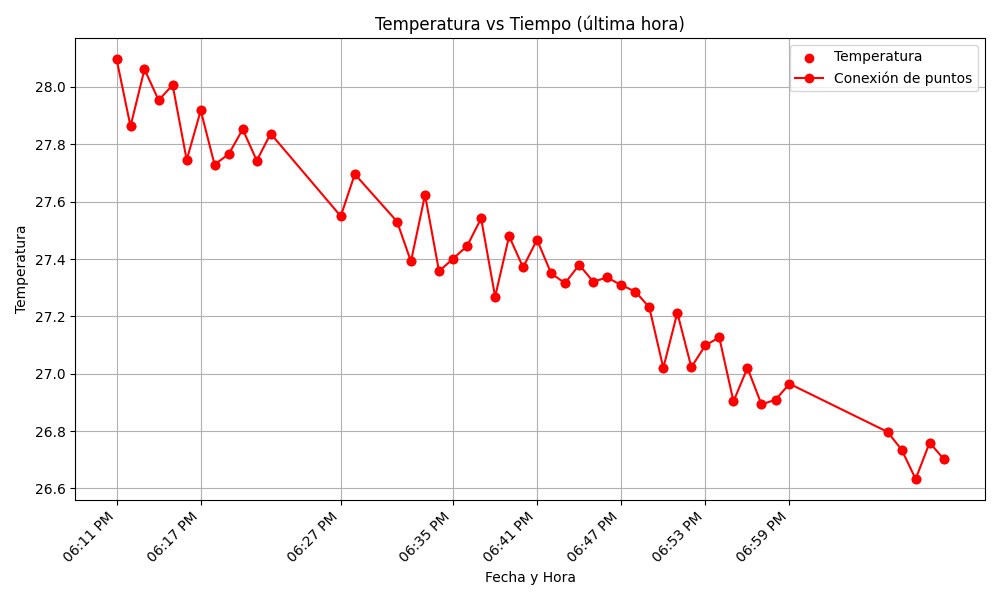 Temperatura vs Tiempo (última hora)
Temperatura
Conexión de puntos
Temperatura
28.0
27.8
27.6
27.4
27.2
27.0
26.8
26.6
06:11 PM
06:17 PM
06:27 PM
06:35 PM
06:41 PM
06:47 PM
06:53 PM
06:59 PM
Fecha y Hora